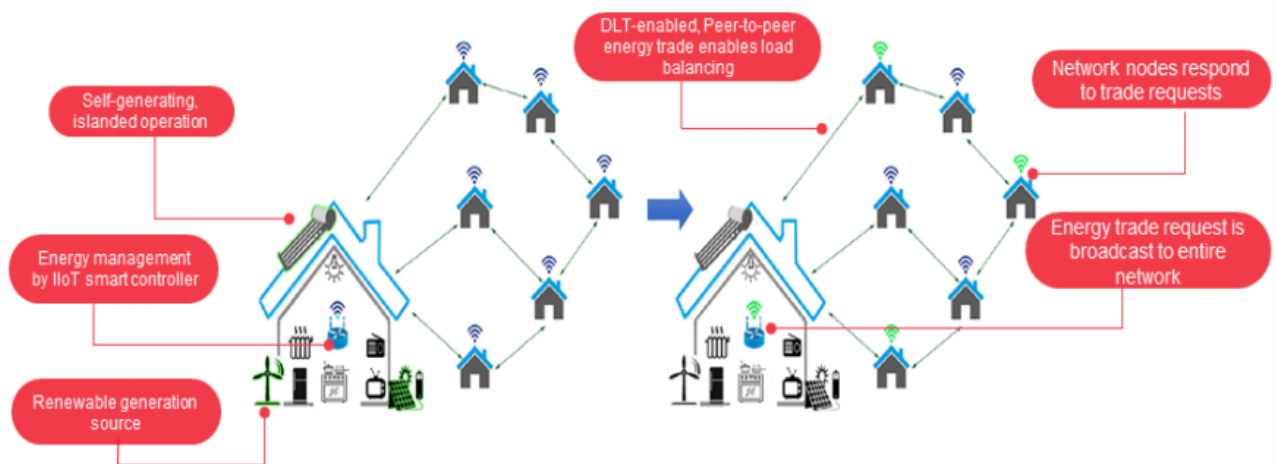 Self-generating,
islanded operation
Energy management
by IIoT smart controller
Renewable generation
source
DLT-enabled, Peer-to-peer
energy trade enables load
balancing
Network nodes respond
to trade requests
Energy trade request is
broadcast to entire
network